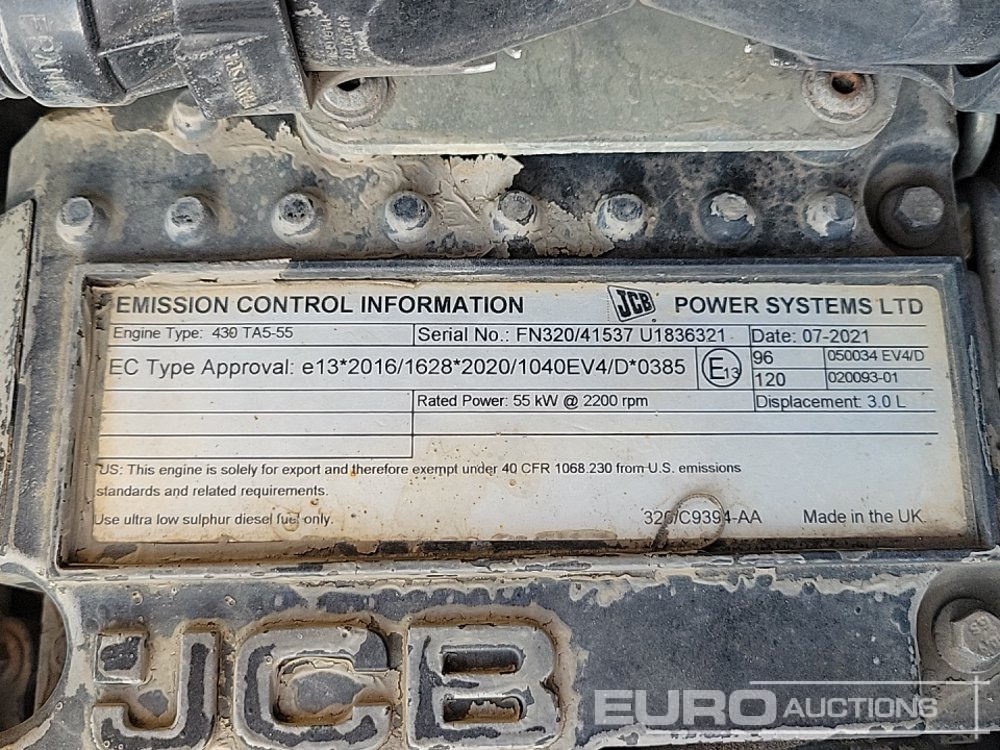 EMISSION CONTROL INFORMATION JCB POWER SYSTEMS LTD
Engine Type: 430 TA5-55 Serial No.: FN320/41537 U1836321 Date: 07-2021
EC Type Approval: e13*2016/1628*2020/1040EV4/D*0385 E13 96 050034 EV4/D
120 020093-01
Rated Power: 55 kW @ 2200 rpm Displacement: 3.0 L
US: This engine is solely for export and therefore exempt under 40 CFR 1068.230 from U.S. emissions
standards and related requirements.
Use ultra low sulphur diesel fuel only. 320/C9394-AA Made in the UK.
JCB
EURO AUCTIONS